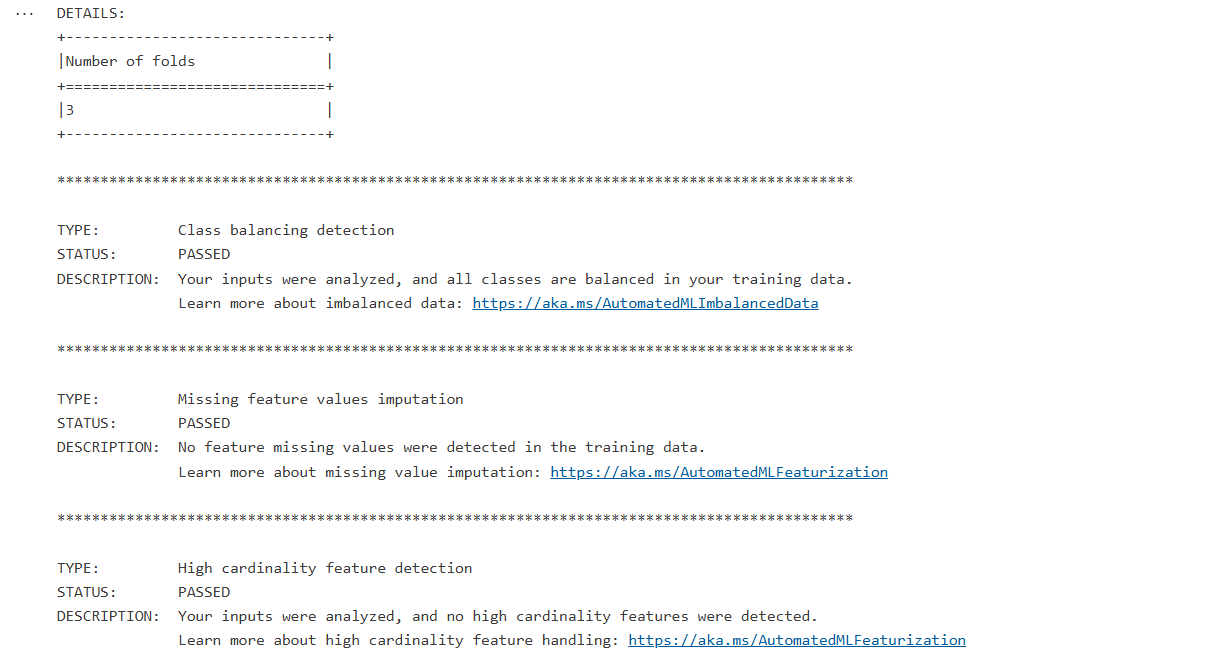 ... DETAILS:
+------------------------------+
|Number of folds               |
+==============================+
|3                             |
+------------------------------+
********************************************************************************************
TYPE:         Class balancing detection
STATUS:       PASSED
DESCRIPTION:  Your inputs were analyzed, and all classes are balanced in your training data.
              Learn more about imbalanced data: https://aka.ms/AutomatedMLImbalancedData
********************************************************************************************
TYPE:         Missing feature values imputation
STATUS:       PASSED
DESCRIPTION:  No feature missing values were detected in the training data.
              Learn more about missing value imputation: https://aka.ms/AutomatedMLFeaturization
********************************************************************************************
TYPE:         High cardinality feature detection
STATUS:       PASSED
DESCRIPTION:  Your inputs were analyzed, and no high cardinality features were detected.
              Learn more about high cardinality feature handling: https://aka.ms/AutomatedMLFeaturization